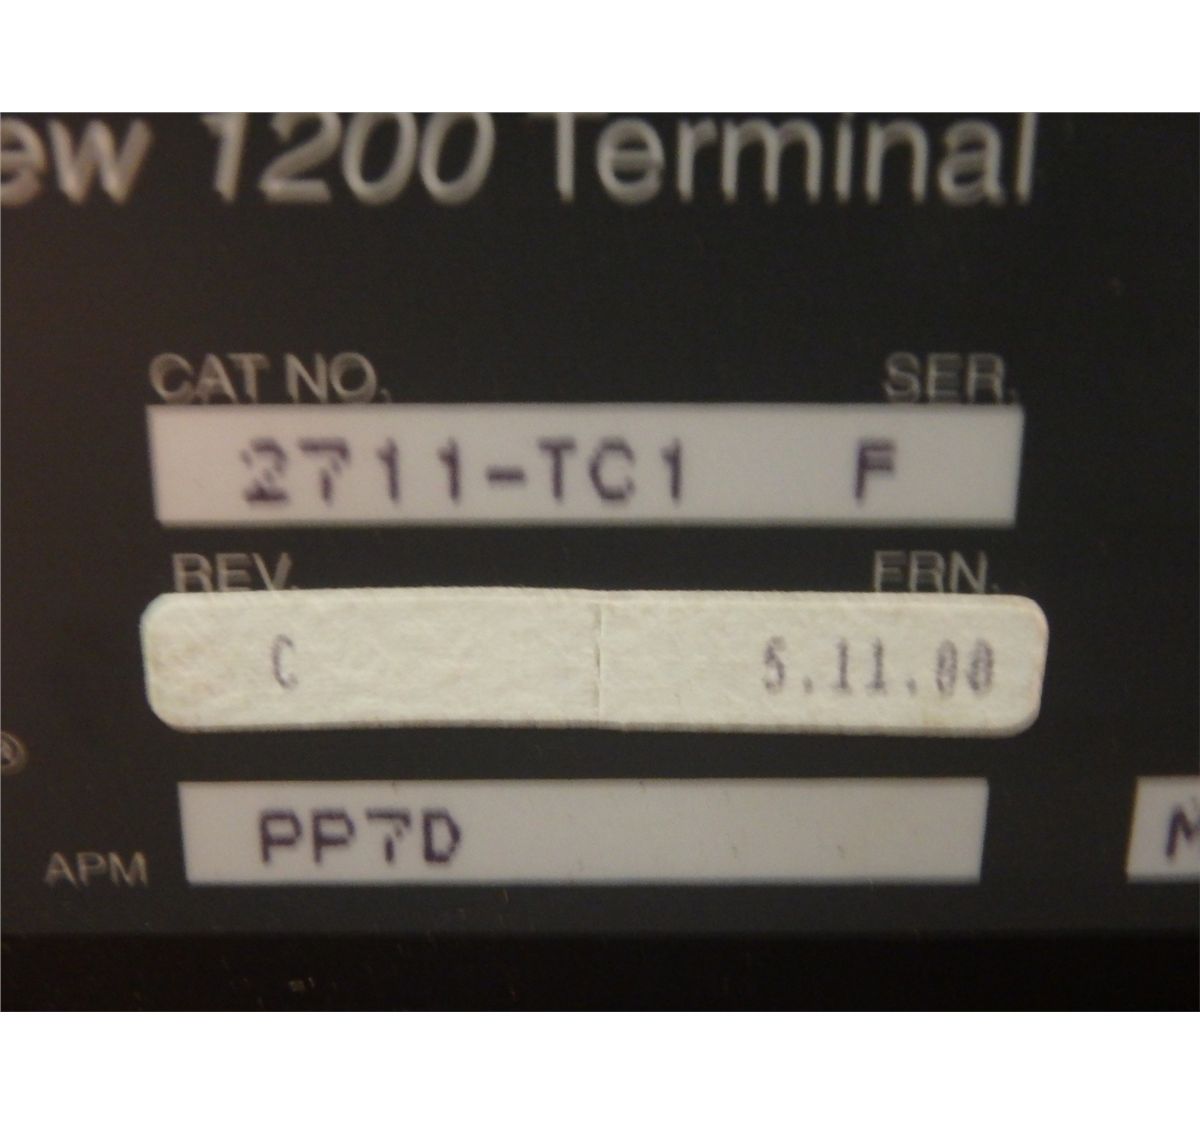 ew 1200 Terminal
CAT NO. SER.
2711-TC1 F
REV. FRN.
C 5.11.00
®
APM PP7D M